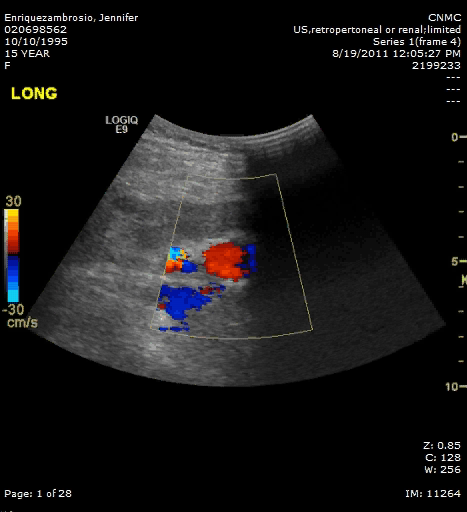 Enriquezambrosio, Jennifer
020698562
10/10/1995
15 YEAR
F
CNMC
US,retropertoneal or renal;limited
Series 1(frame 4)
8/19/2011 12:05:27 PM
2199233
---
---
---
LONG
LOGIQ
E9
0
30
5
-30
cm/s
10
Z: 0.85
C: 128
W: 256
Page: 1 of 28
IM: 11264